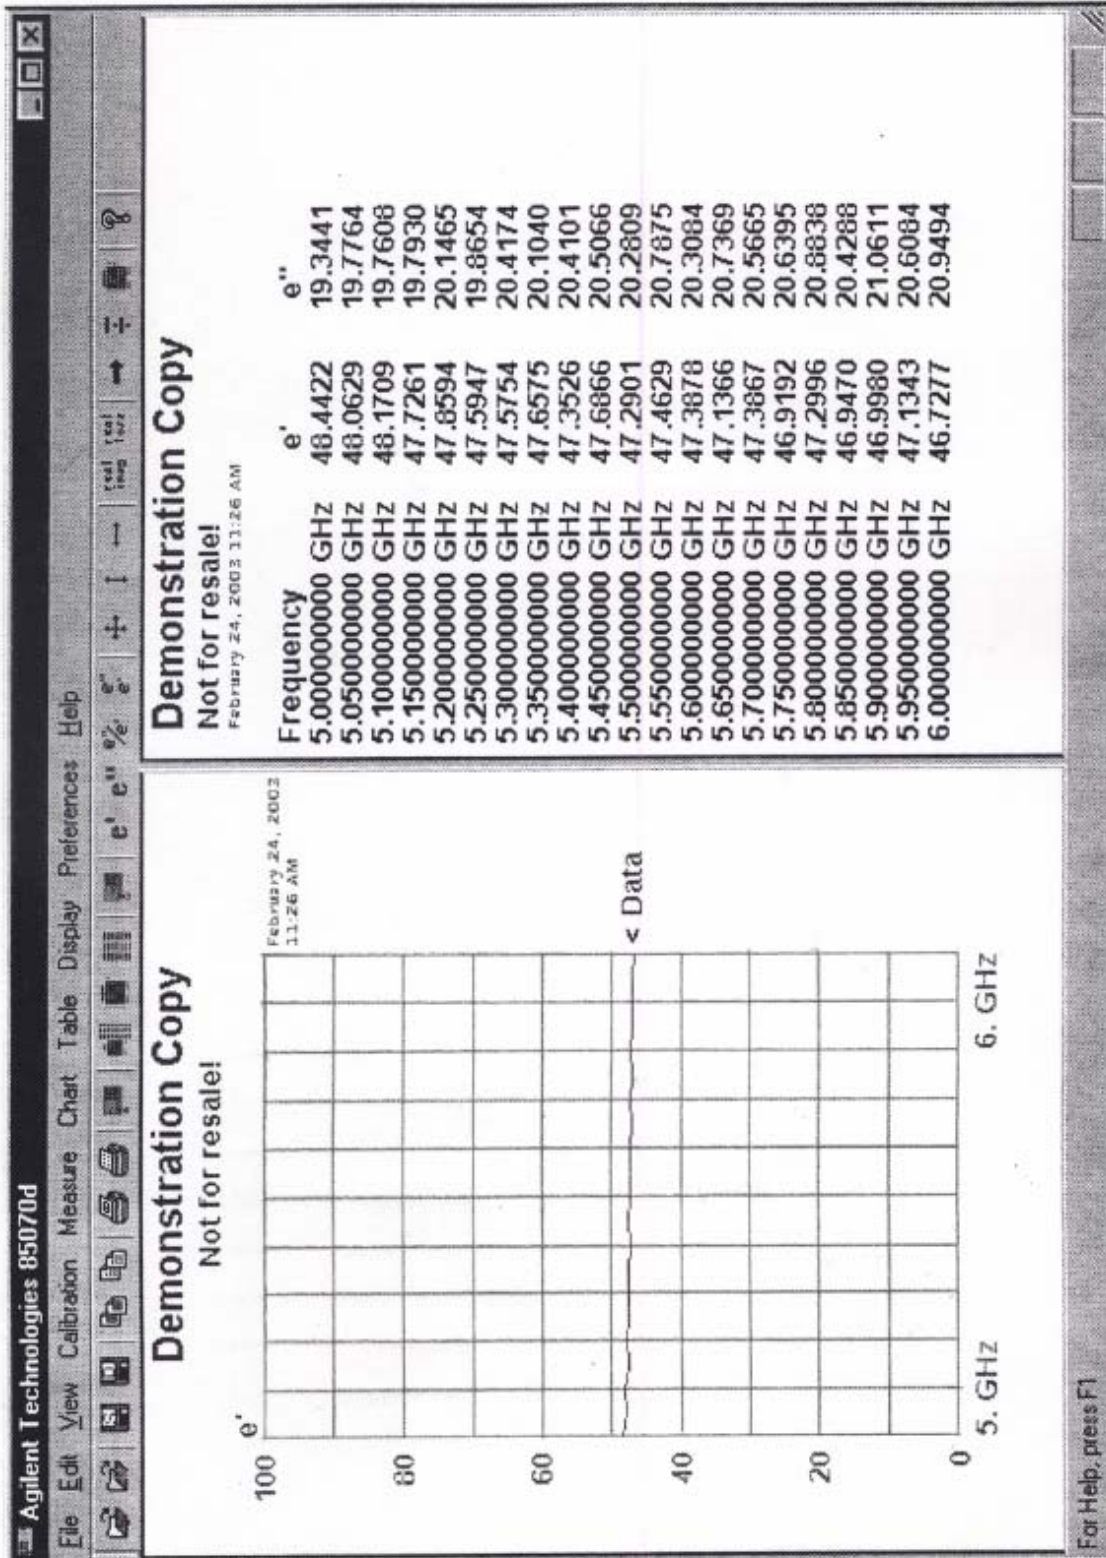 Agilent Technologies 85070d
File Edit View Calibration Measure Chart Table Display Preferences Help
e' e" e"/e'
Demonstration Copy
Not for resale!
February 24, 2003
11:26 AM
e'
100
80
60
40
20
0
< Data
5. GHz 6. GHz
Demonstration Copy
Not for resale!
February 24, 2003 11:26 AM
Frequency e' e"
5.000000000 GHz 48.4422 19.3441
5.050000000 GHz 48.0629 19.7764
5.100000000 GHz 48.1709 19.7608
5.150000000 GHz 47.7261 19.7930
5.200000000 GHz 47.8594 20.1465
5.250000000 GHz 47.5947 19.8654
5.300000000 GHz 47.5754 20.4174
5.350000000 GHz 47.6575 20.1040
5.400000000 GHz 47.3526 20.4101
5.450000000 GHz 47.6866 20.5066
5.500000000 GHz 47.2901 20.2809
5.550000000 GHz 47.4629 20.7875
5.600000000 GHz 47.3878 20.3084
5.650000000 GHz 47.1366 20.7369
5.700000000 GHz 47.3867 20.5665
5.750000000 GHz 46.9192 20.6395
5.800000000 GHz 47.2996 20.8838
5.850000000 GHz 46.9470 20.4288
5.900000000 GHz 46.9980 21.0611
5.950000000 GHz 47.1343 20.6084
6.000000000 GHz 46.7277 20.9494
For Help, press F1